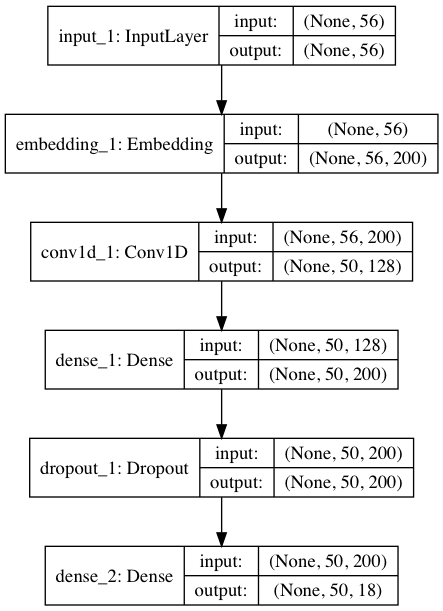 input_1: InputLayer input: (None, 56)
output: (None, 56)
embedding_1: Embedding input: (None, 56)
output: (None, 56, 200)
conv1d_1: Conv1D input: (None, 56, 200)
output: (None, 50, 128)
dense_1: Dense input: (None, 50, 128)
output: (None, 50, 200)
dropout_1: Dropout input: (None, 50, 200)
output: (None, 50, 200)
dense_2: Dense input: (None, 50, 200)
output: (None, 50, 18)